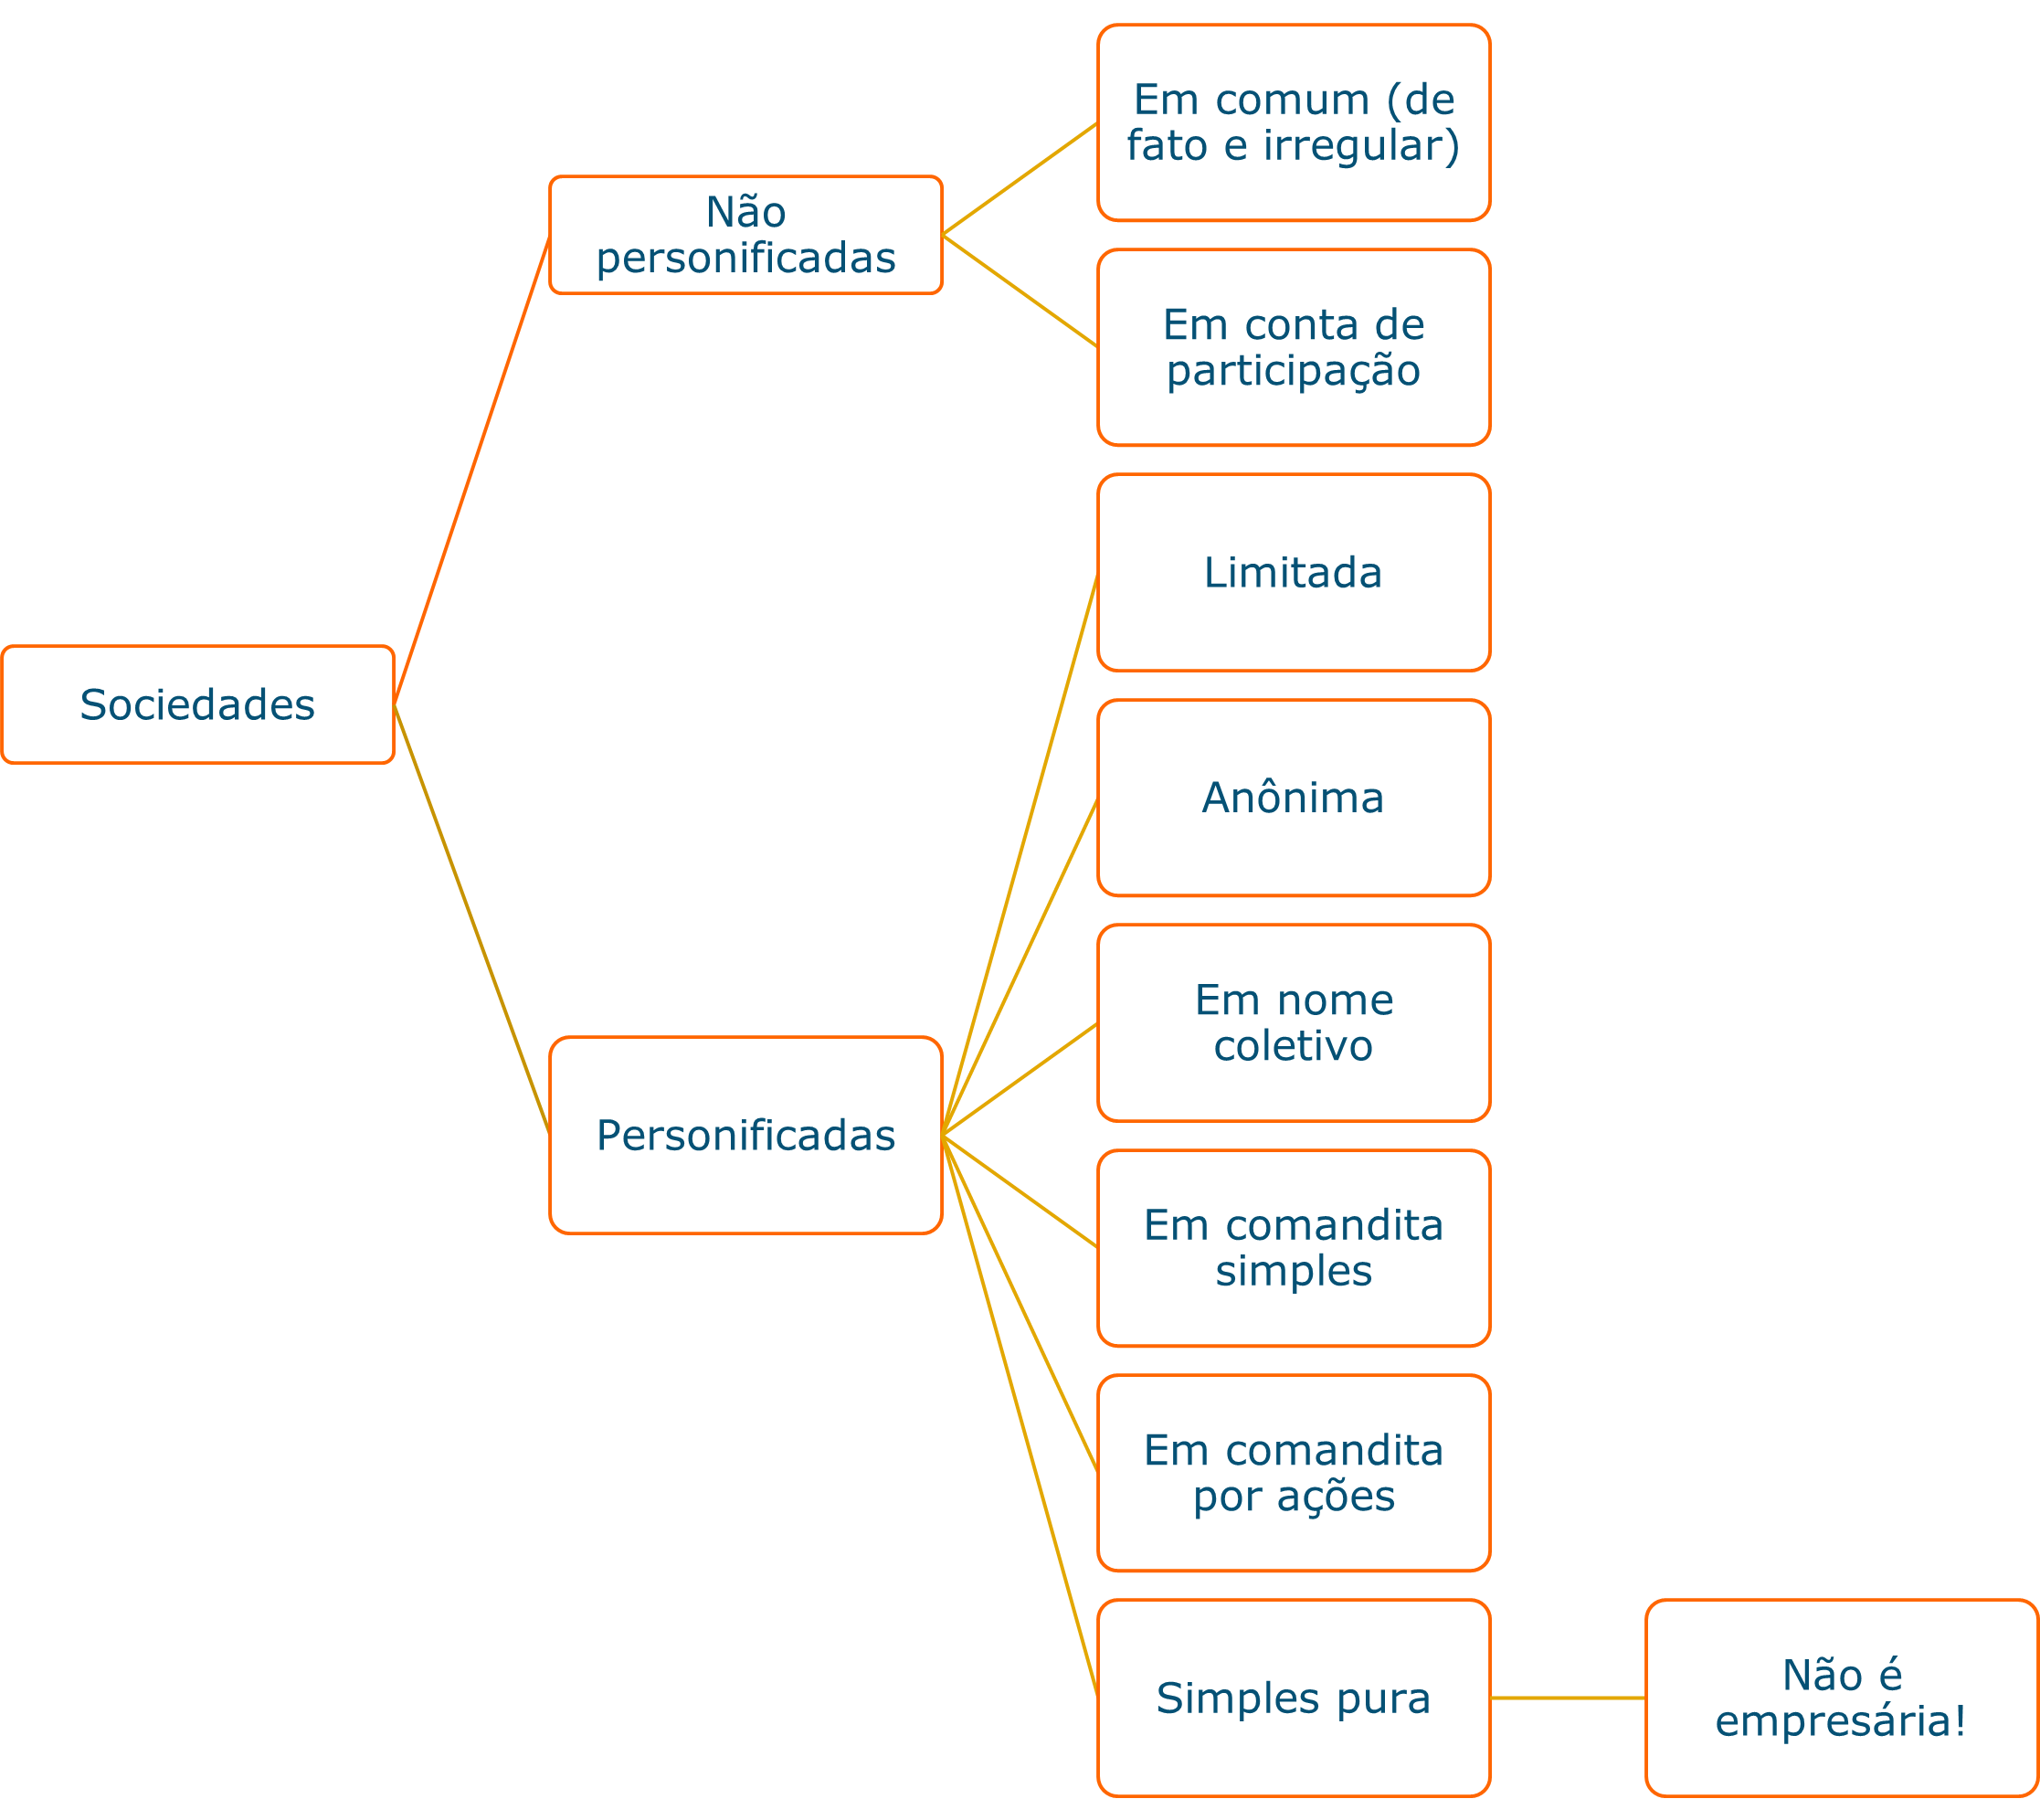 Em comum (de
fato e irregular)
Não
personificadas
Em conta de
participação
Limitada
Sociedades
Anônima
Em nome
coletivo
Personificadas
Em comandita
simples
Em comandita
por ações
Simples pura
Não é
empresária!